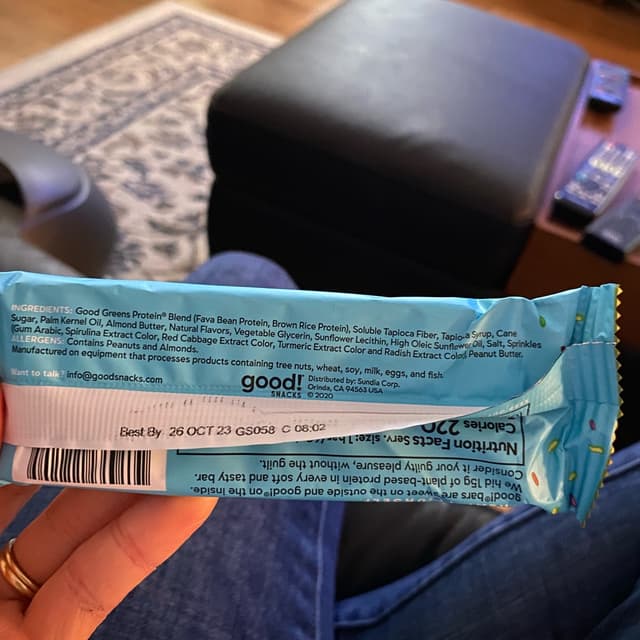 INGREDIENTS: Good Greens Protein® Blend (Fava Bean Protein, Brown Rice Protein), Soluble Tapioca Fiber, Tapioca Syrup, Cane
Sugar, Palm Kernel Oil, Almond Butter, Natural Flavors, Vegetable Glycerin, Sunflower Lecithin, High Oleic Sunflower Oil, Salt, Sprinkles
(Gum Arabic, Spirulina Extract Color, Red Cabbage Extract Color, Turmeric Extract Color and Radish Extract Color) Peanut Butter.
ALLERGENS: Contains Peanuts and Almonds.
Manufactured on equipment that processes products containing tree nuts, wheat, soy, milk, eggs, and fish.
Want to talk? info@goodsnacks.com
good!
SNACKS
Distributed by: Sundia Corp.
Orinda, CA 94563 USA
© 2020
Best By 26 OCT 23 GS058 C 08:02
good!® bars are sweet on the outside and good! on the inside.
We hid 15g of plant-based protein in every soft and tasty bar.
Consider it your guilty pleasure, without the guilt.
Nutrition Facts Serv. size: 1 bar
Calories 220